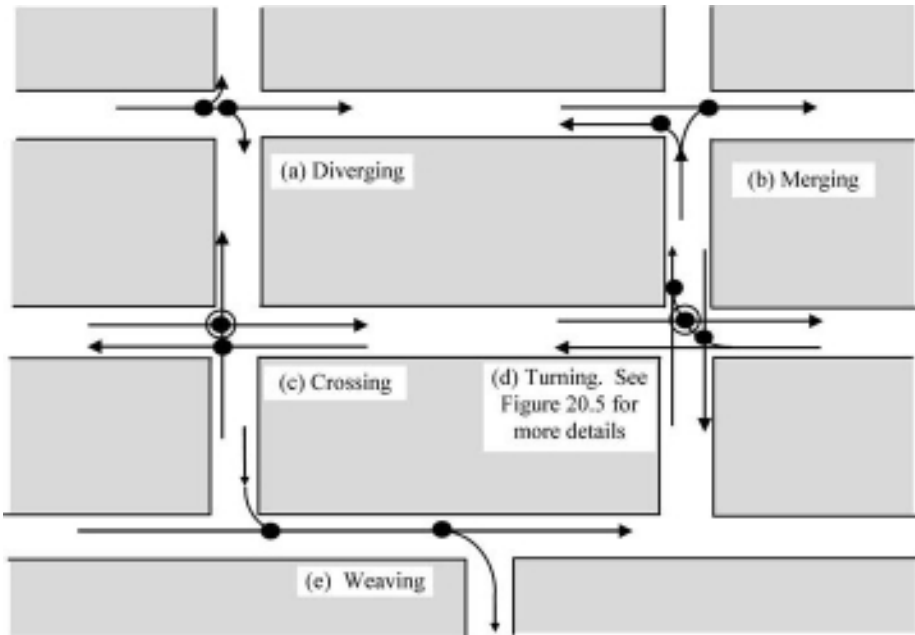 (a) Diverging
(b) Merging
(c) Crossing
(d) Turning. See
Figure 20.5 for
more details
(e) Weaving